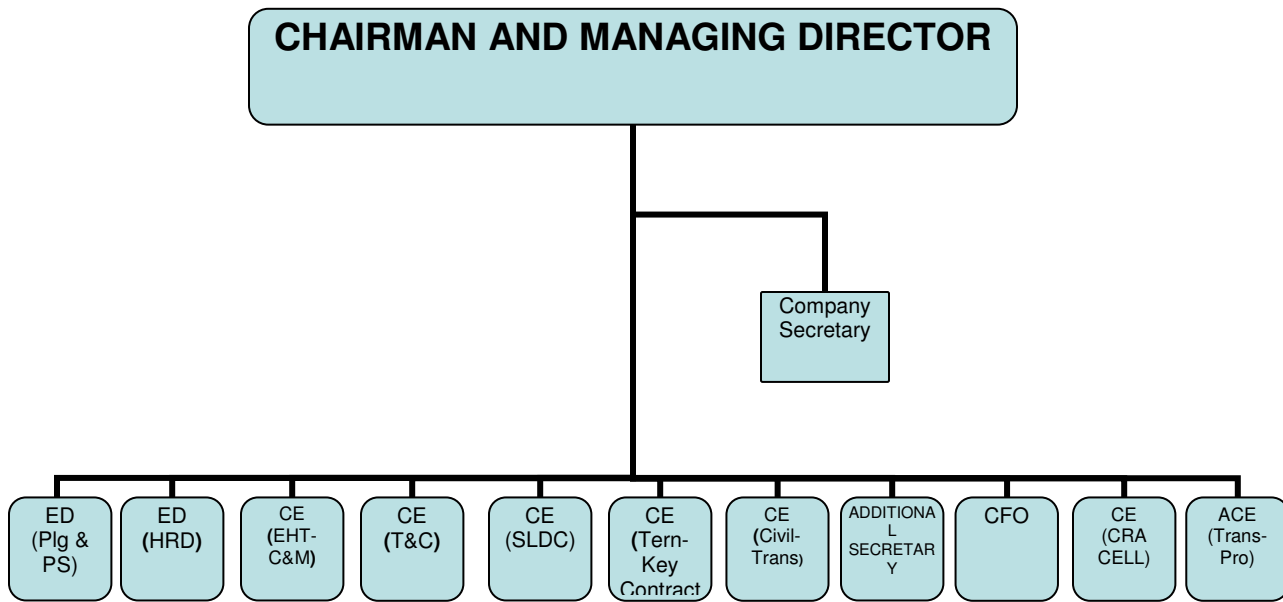 CHAIRMAN AND MANAGING DIRECTOR
Company
Secretary
ED
(Plg &
PS)
ED
(HRD)
CE
(EHT-
C&M)
CE
(T&C)
CE
(SLDC)
CE
(Tern-
Key
Contract
CE
(Civil-
Trans)
ADDITIONA
L
SECRETAR
Y
CFO
CE
(CRA
CELL)
ACE
(Trans-
Pro)